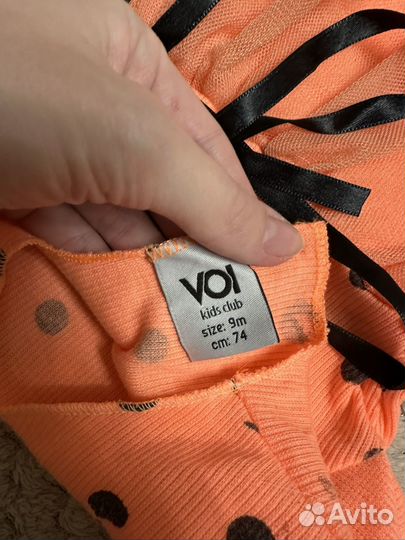 VOI
kids club
size: 9m
cm: 74
Avito